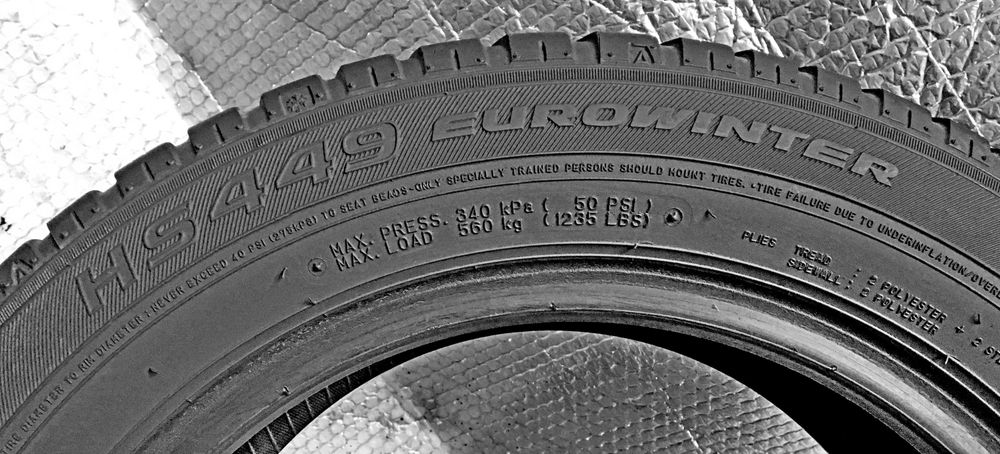 HS449 EUROWINTER
DIAMETER TO RIM DIAMETER : NEVER EXCEED 40 PSI (275kPa) TO SEAT BEADS-ONLY SPECIALLY TRAINED PERSONS SHOULD MOUNT TIRES. •TIRE FAILURE DUE TO UNDERINFLATION/OVER
MAX. PRESS. 340 kPa ( 50 PSI )
MAX. LOAD 560 kg (1235 LBS)
PLIES TREAD : 2 POLYESTER + 2 ST
SIDEWALL : 2 POLYESTER